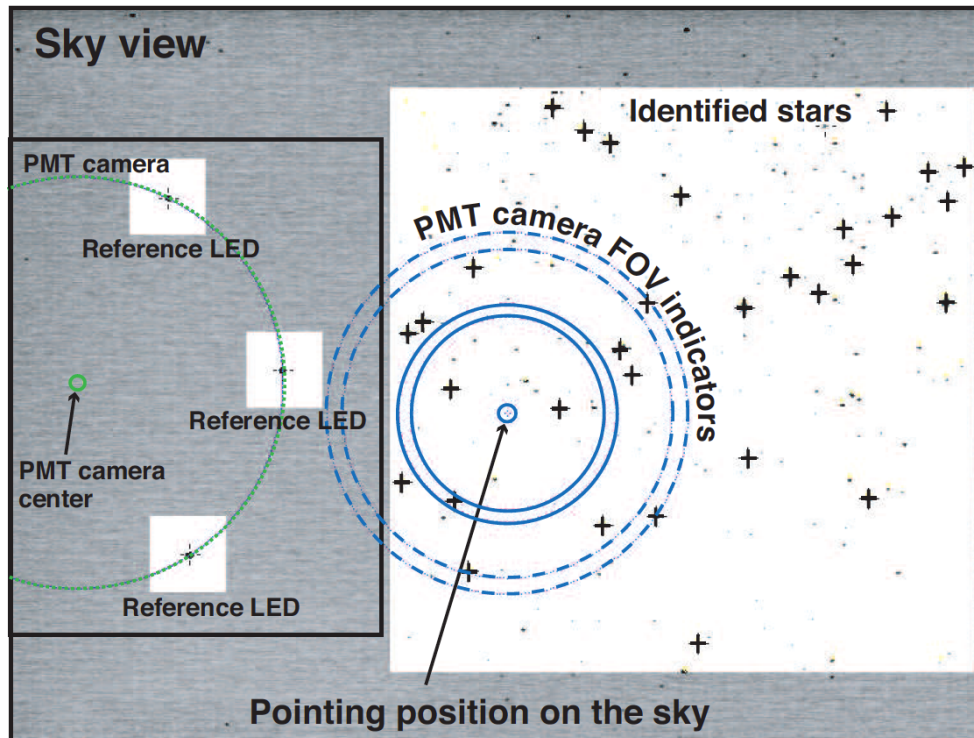 Sky view
Identified stars
PMT camera
Reference LED
PMT camera FOV indicators
Reference LED
PMT camera
center
Reference LED
Pointing position on the sky